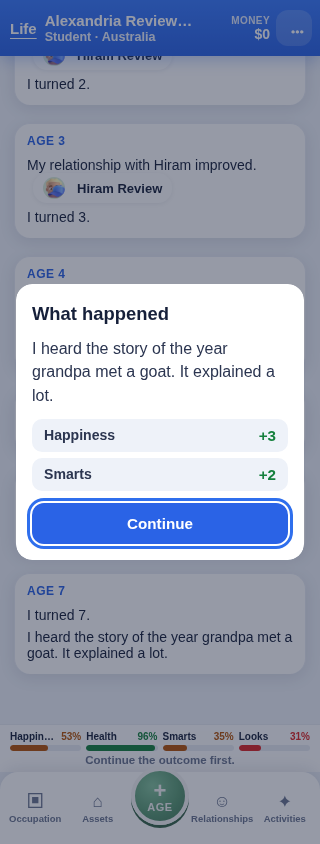 Life
Alexandria Review…
Student · Australia
MONEY
$0
...
Hiram Review
I turned 2.
AGE 3
My relationship with Hiram improved.
Hiram Review
I turned 3.
AGE 4
What happened
I heard the story of the year
grandpa met a goat. It explained a
lot.
Happiness +3
Smarts +2
Continue
AGE 7
I turned 7.
I heard the story of the year grandpa met a
goat. It explained a lot.
Happin… 53% Health 96% Smarts 35% Looks 31%
Continue the outcome first.
+
AGE
Occupation Assets Relationships Activities